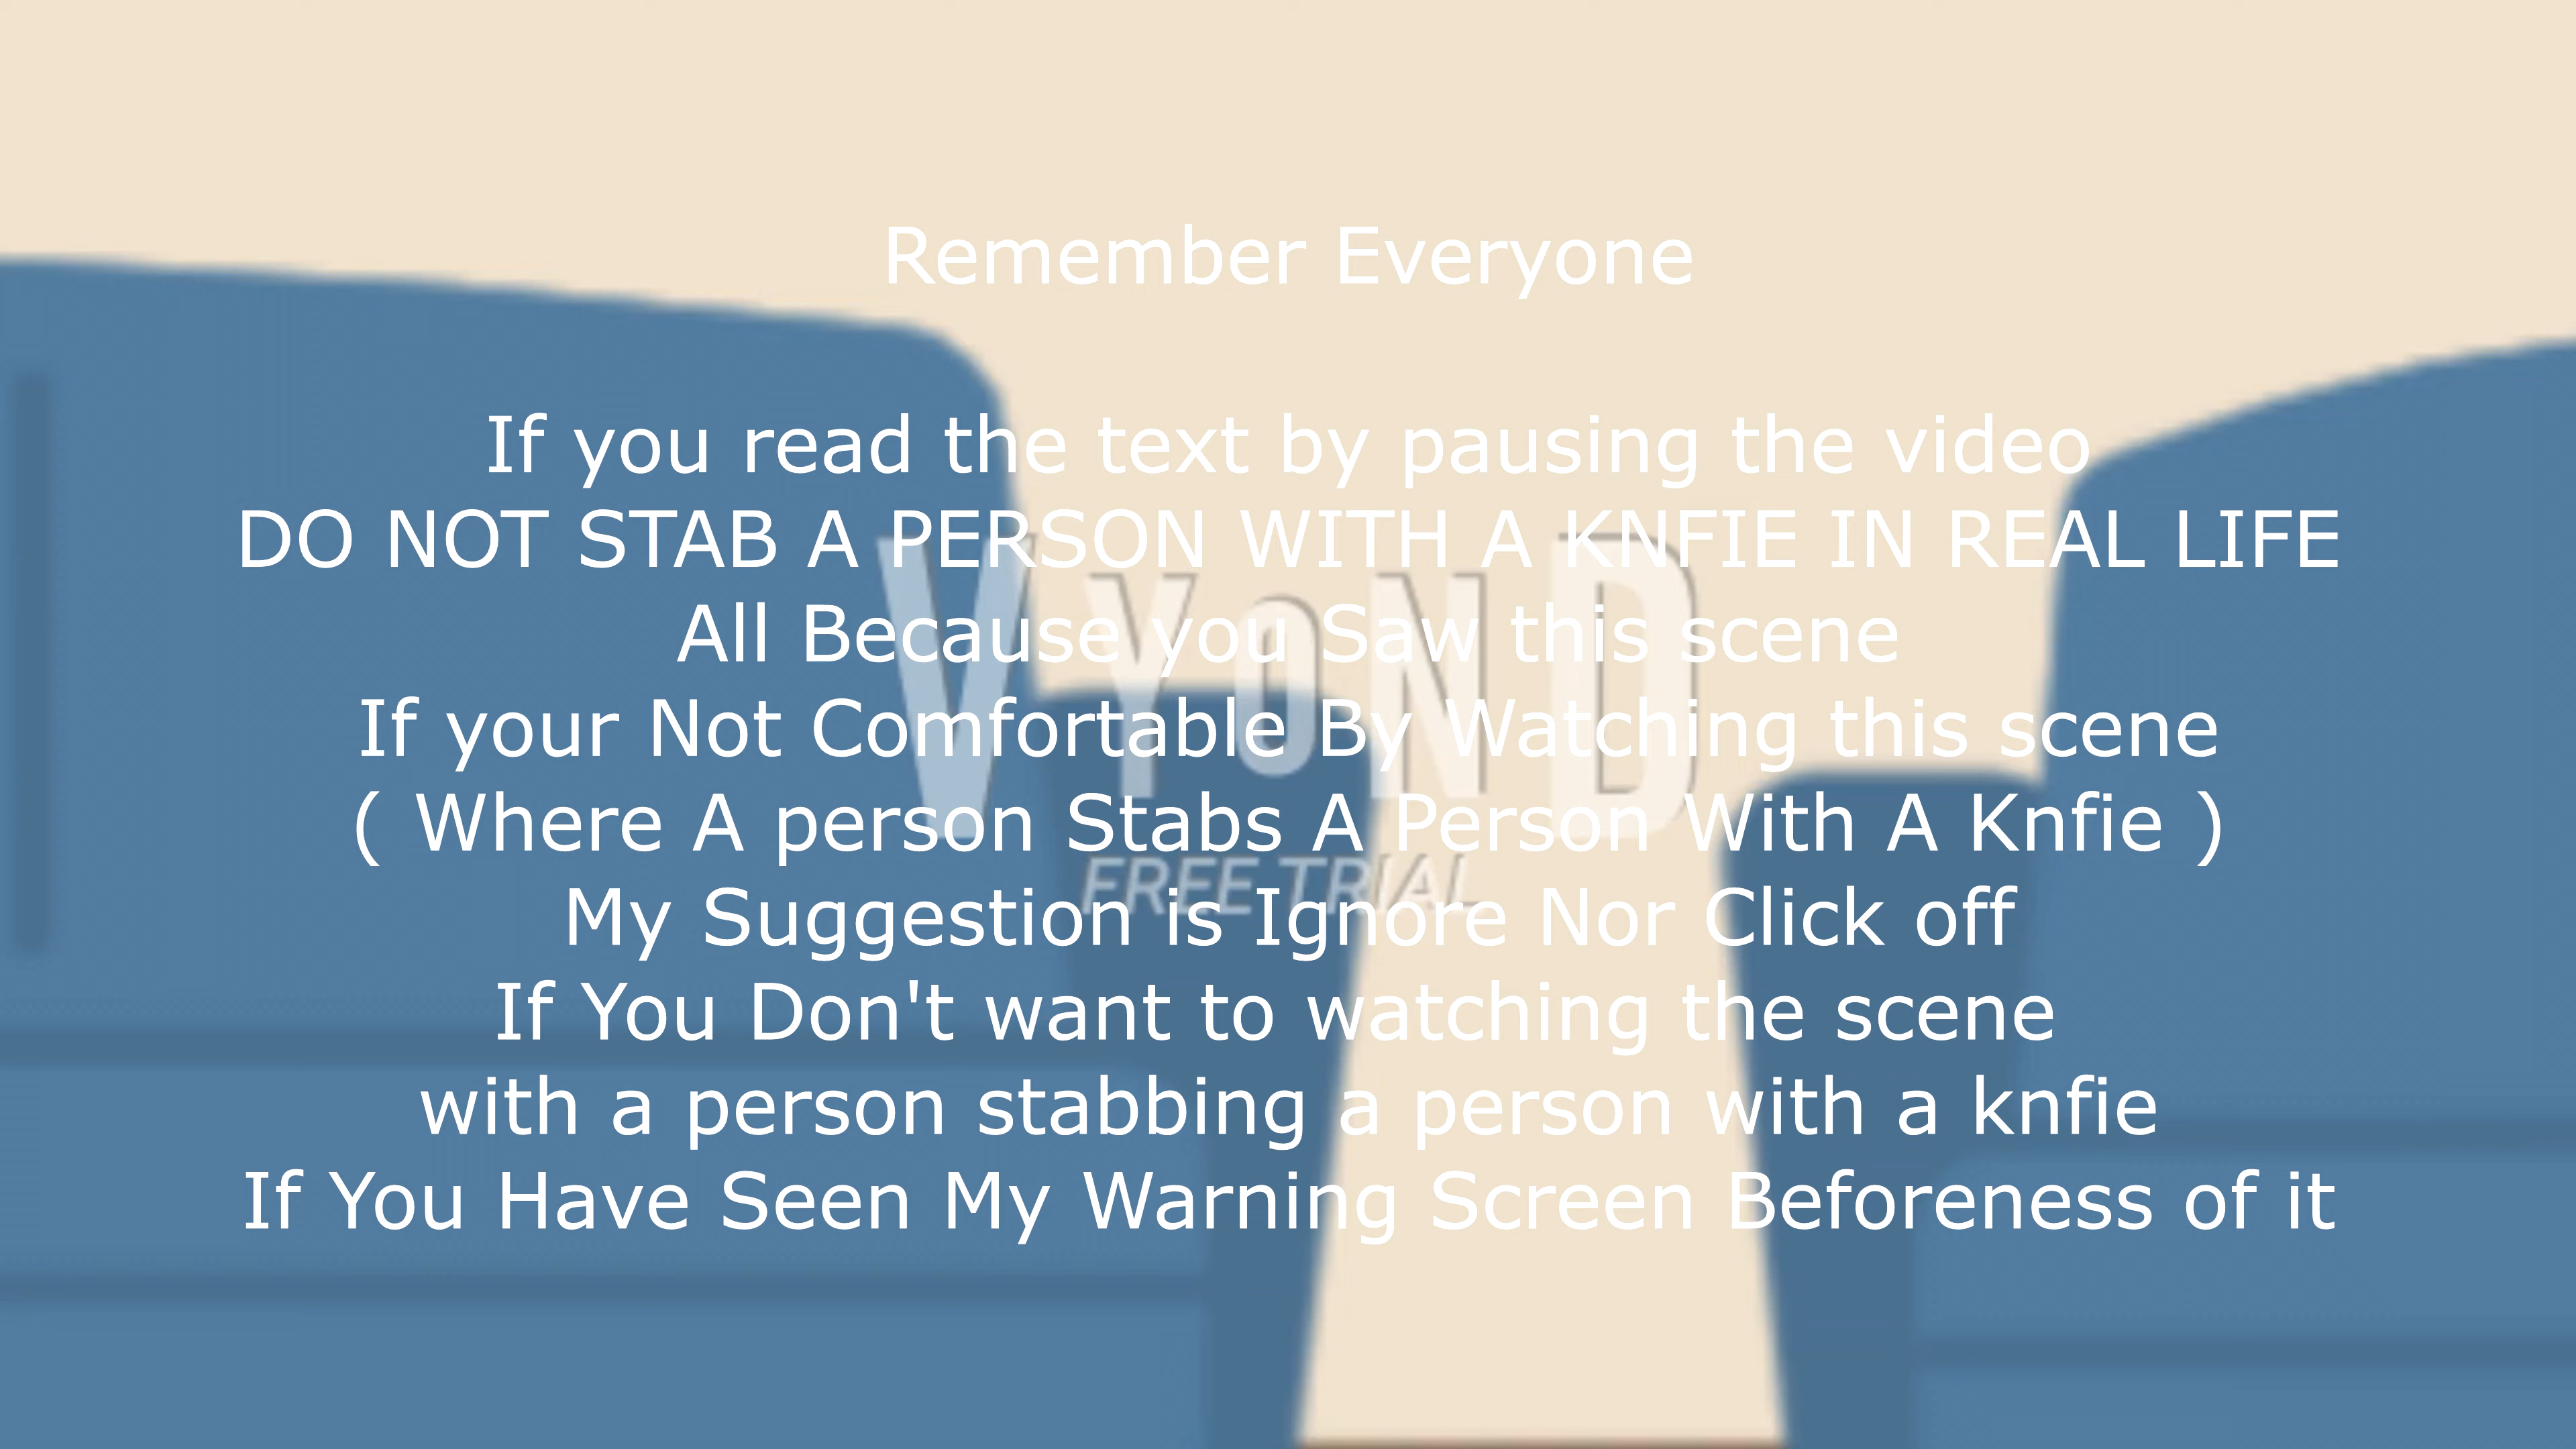 Remember Everyone
If you read the text by pausing the video
DO NOT STAB A PERSON WITH A KNFIE IN REAL LIFE
All Because you Saw this scene
If your Not Comfortable By Watching this scene
( Where A person Stabs A Person With A Knfie )
My Suggestion is Ignore Nor Click off
If You Don't want to watching the scene
with a person stabbing a person with a knfie
If You Have Seen My Warning Screen Beforeness of it
VYOND
FREE TRIAL